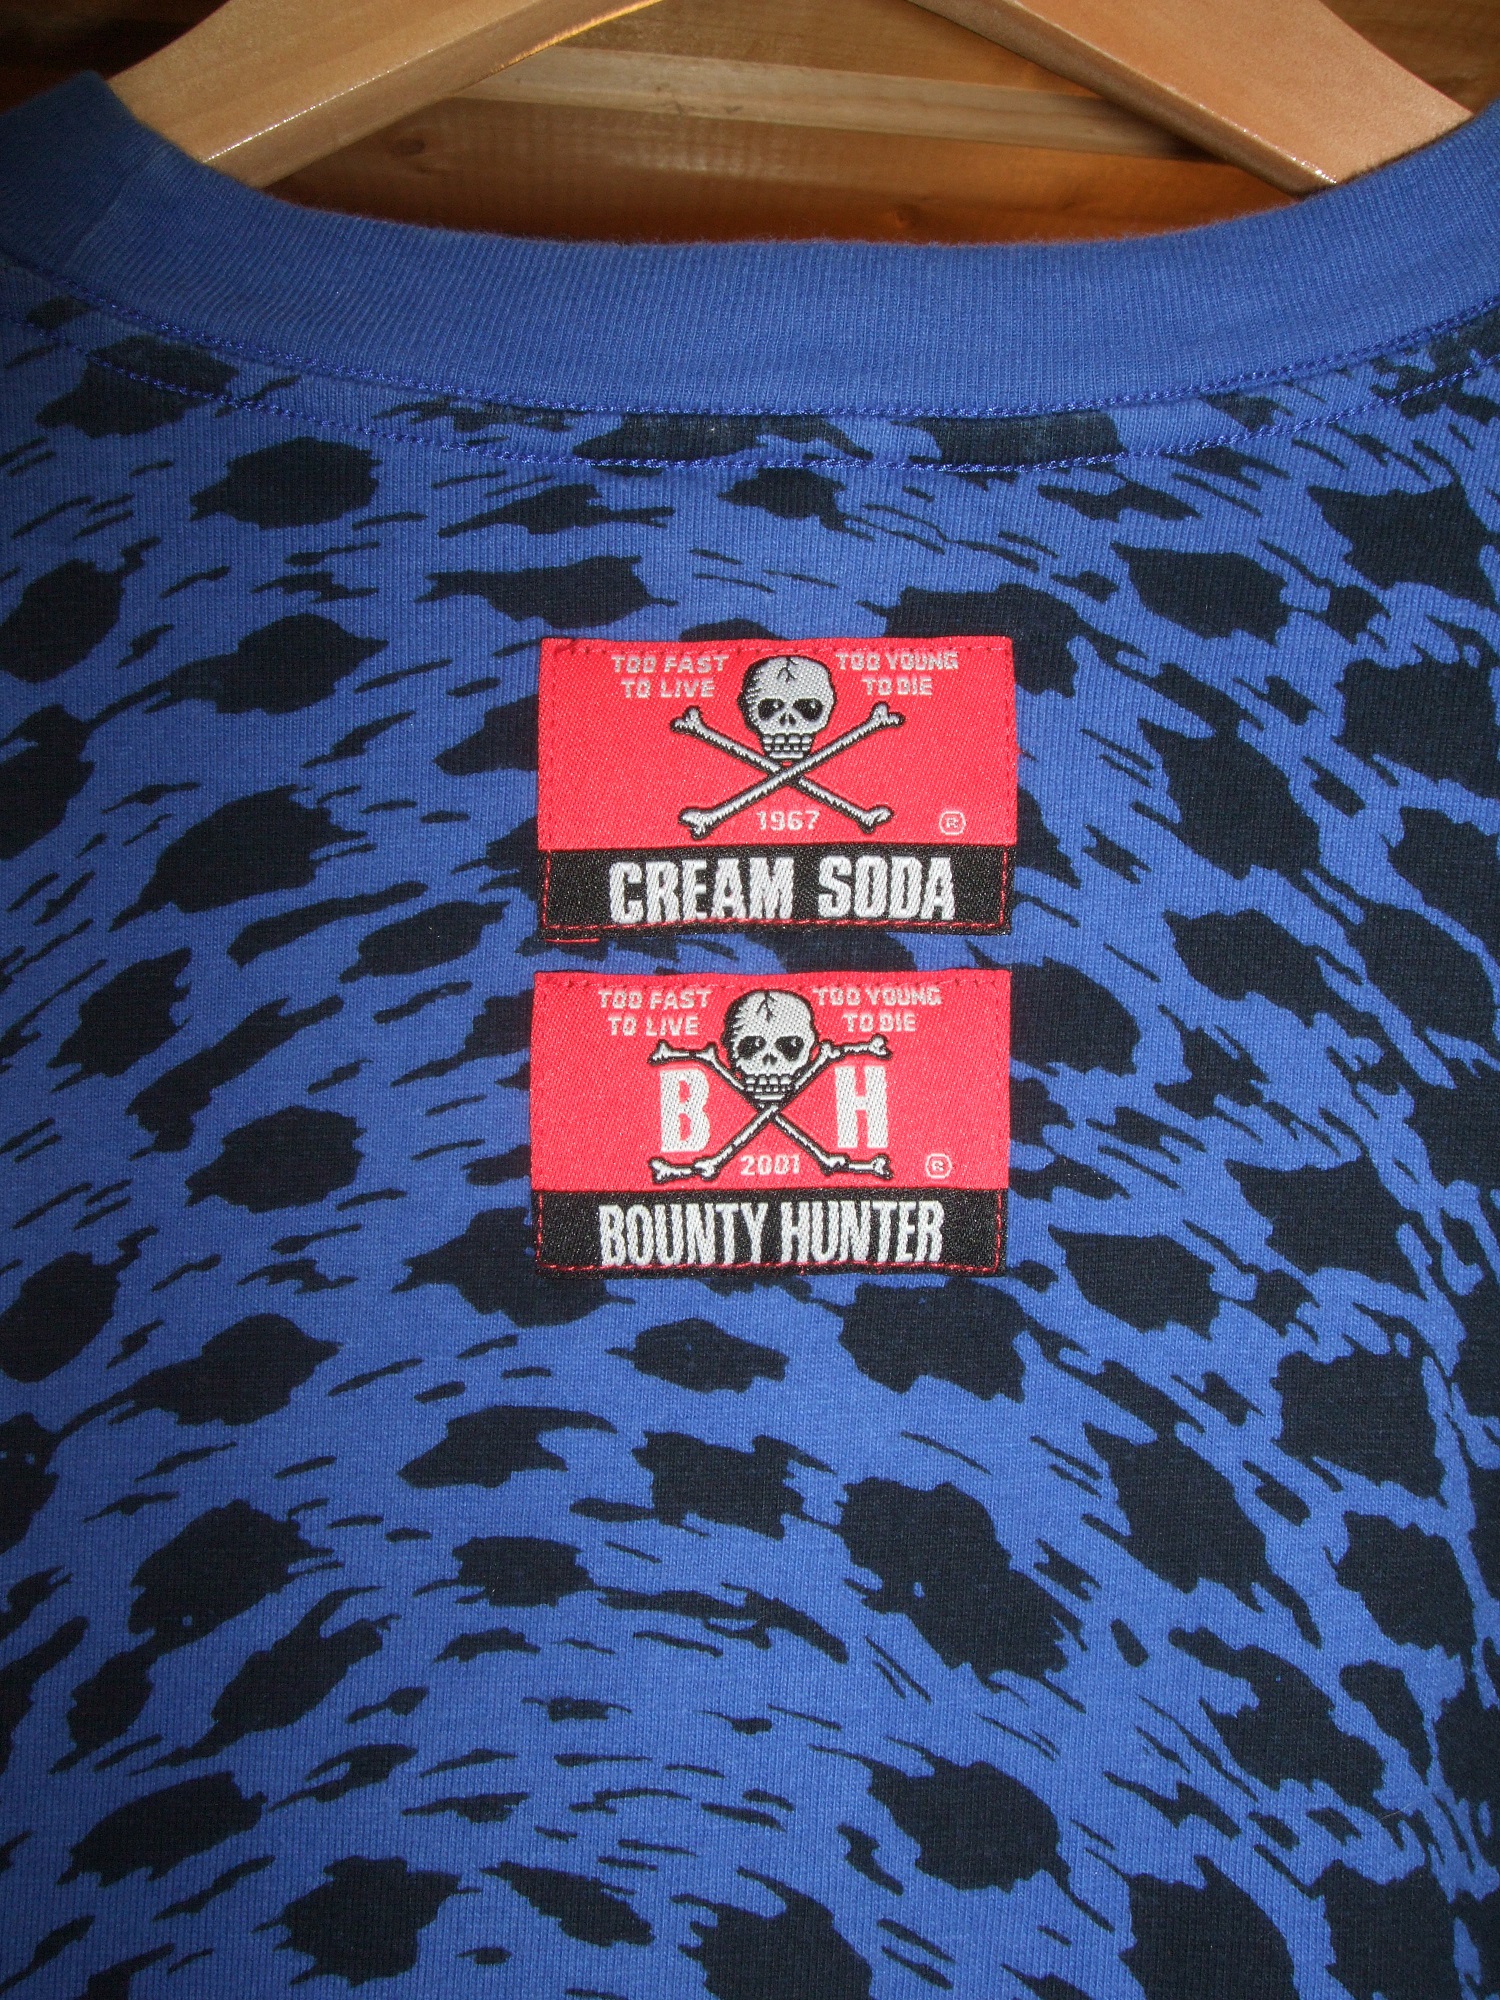 TOO FAST TOO YOUNG
TO LIVE TO DIE
1967 ®
CREAM SODA
TOO FAST TOO YOUNG
TO LIVE TO DIE
B H
2001 ®
BOUNTY HUNTER